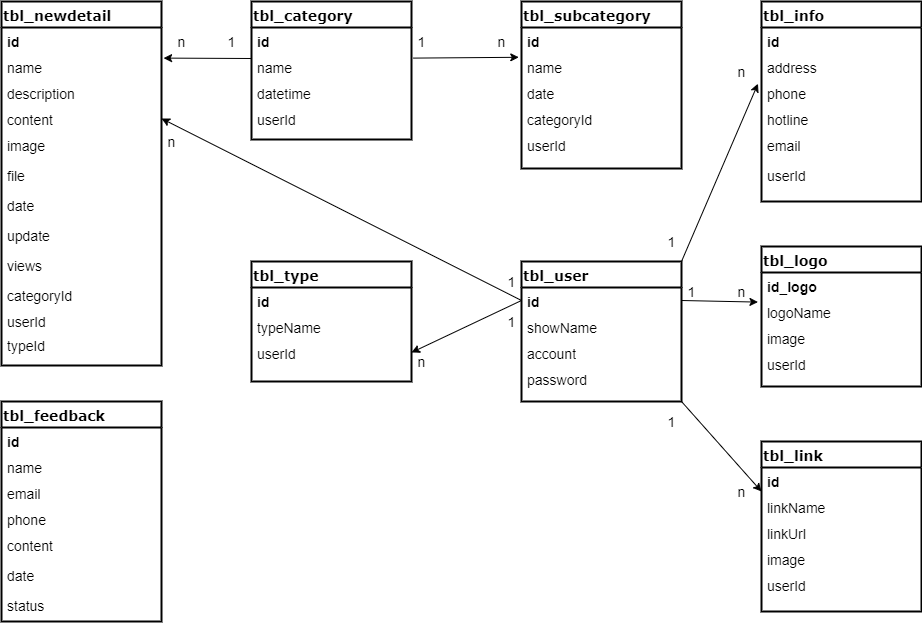 tbl_newdetail
id
name
description
content
image
file
date
update
views
categoryId
userId
typeId
n
1
tbl_category
id
name
datetime
userId
1
n
tbl_subcategory
id
name
date
categoryId
userId
tbl_info
id
address
phone
hotline
email
userId
n
1
n
1
1
n
tbl_type
id
typeName
userId
tbl_user
id
showName
account
password
1
n
tbl_logo
id_logo
logoName
image
userId
1
n
tbl_feedback
id
name
email
phone
content
date
status
tbl_link
id
linkName
linkUrl
image
userId